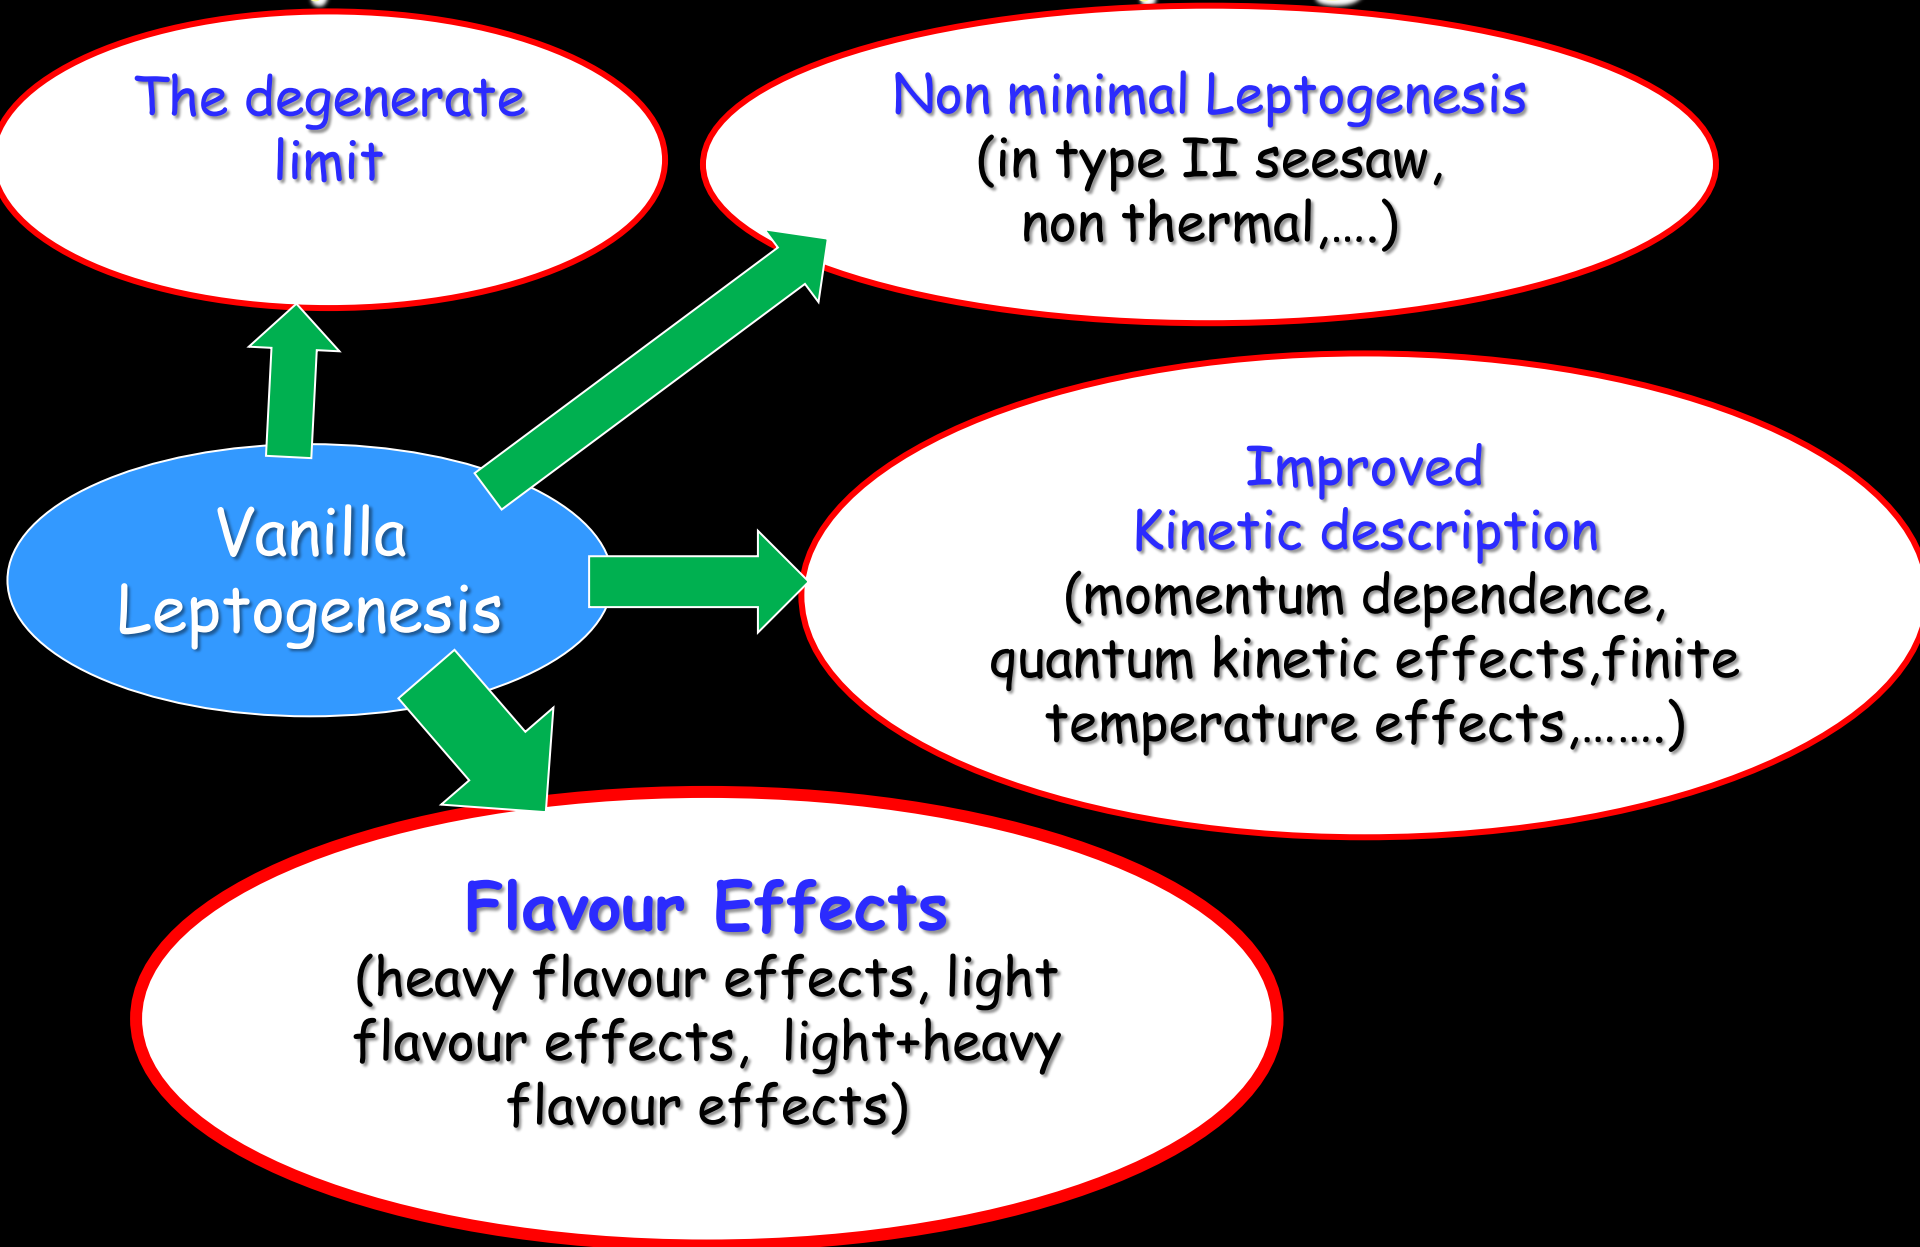 The degenerate
limit
Non minimal Leptogenesis
(in type II seesaw,
non thermal,....)
Vanilla
Leptogenesis
Improved
Kinetic description
(momentum dependence,
quantum kinetic effects,finite
temperature effects,.......)
Flavour Effects
(heavy flavour effects, light
flavour effects,  light+heavy
flavour effects)